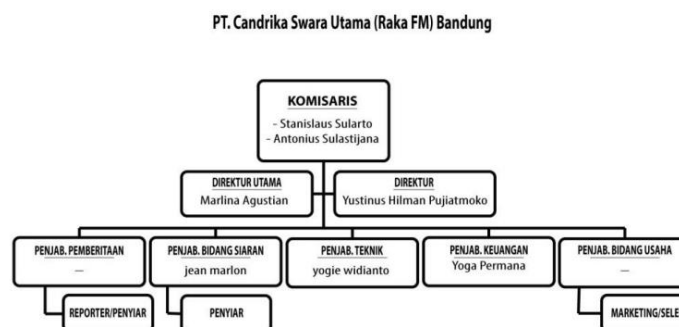 PT. Candrika Swara Utama (Raka FM) Bandung
KOMISARIS
- Stanislaus Sularto
- Antonius Sulastijana
DIREKTUR UTAMA
Marlina Agustian
DIREKTUR
Yustinus Hilman Pujiatmoko
PENJAB. PEMBERITAAN
—
PENJAB. BIDANG SIARAN
jean marlon
PENJAB. TEKNIK
yogie widianto
PENJAB. KEUANGAN
Yoga Permana
PENJAB. BIDANG USAHA
—
REPORTER/PENYIAR
PENYIAR
MARKETING/SELE